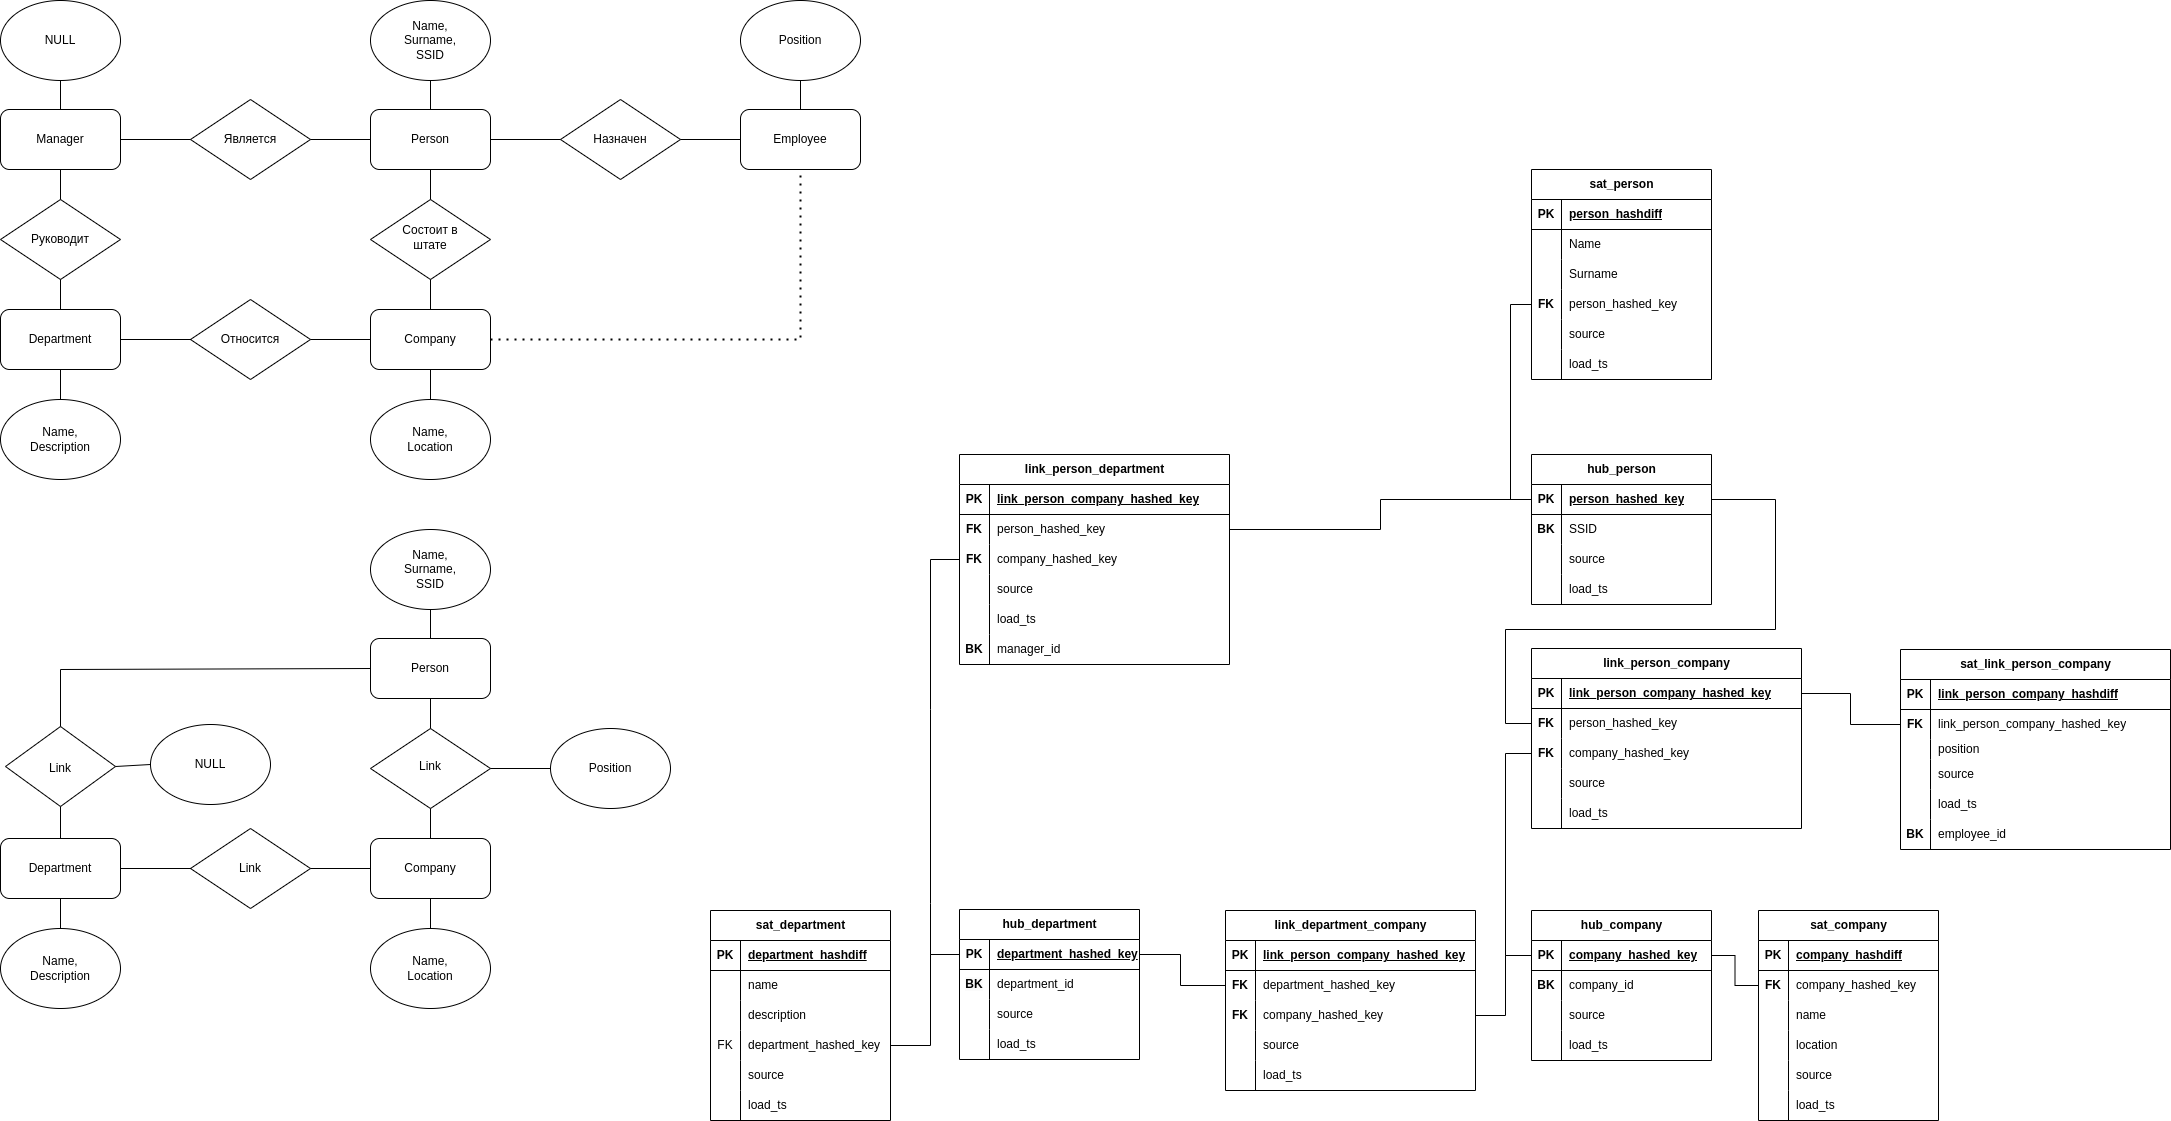 NULL
Name,
Surname,
SSID
Position
Manager
Является
Person
Назначен
Employee
Руководит
Состоит в
штате
Department
Относится
Company
Name,
Description
Name,
Location
Name,
Surname,
SSID
Person
Link
NULL
Link
Position
Department
Link
Company
Name,
Description
Name,
Location
sat_person
PK person_hashdiff
Name
Surname
FK person_hashed_key
source
load_ts
link_person_department
PK link_person_company_hashed_key
FK person_hashed_key
FK company_hashed_key
source
load_ts
BK manager_id
hub_person
PK person_hashed_key
BK SSID
source
load_ts
link_person_company
PK link_person_company_hashed_key
FK person_hashed_key
FK company_hashed_key
source
load_ts
sat_link_person_company
PK link_person_company_hashdiff
FK link_person_company_hashed_key
position
source
load_ts
BK employee_id
sat_department
PK department_hashdiff
name
description
FK department_hashed_key
source
load_ts
hub_department
PK department_hashed_key
BK department_id
source
load_ts
link_department_company
PK link_person_company_hashed_key
FK department_hashed_key
FK company_hashed_key
source
load_ts
hub_company
PK company_hashed_key
BK company_id
source
load_ts
sat_company
PK company_hashdiff
FK company_hashed_key
name
location
source
load_ts